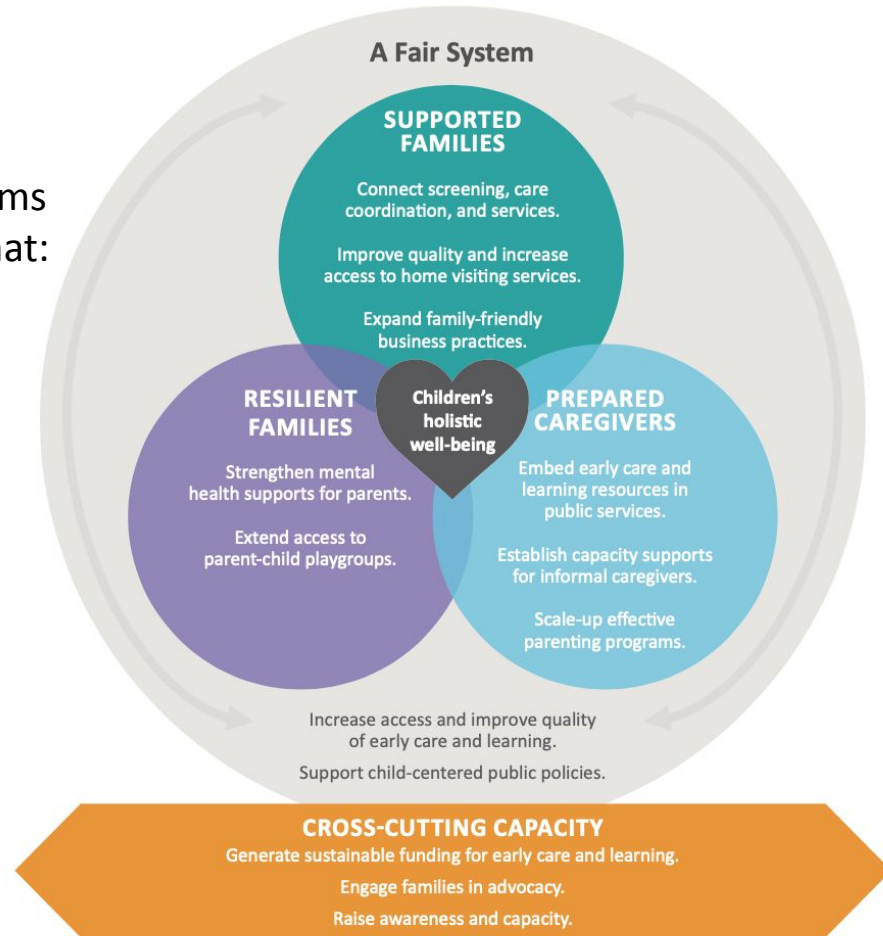 ms
hat:
A Fair System
SUPPORTED
FAMILIES
Connect screening, care
coordination, and services.
Improve quality and increase
access to home visiting services.
Expand family-friendly
business practices.
Children's
holistic
well-being
RESILIENT
FAMILIES
Strengthen mental
health supports for parents.
Extend access to
parent-child playgroups.
PREPARED
CAREGIVERS
Embed early care and
learning resources in
public services.
Establish capacity supports
for informal caregivers.
Scale-up effective
parenting programs.
Increase access and improve quality
of early care and learning.
Support child-centered public policies.
CROSS-CUTTING CAPACITY
Generate sustainable funding for early care and learning.
Engage families in advocacy.
Raise awareness and capacity.